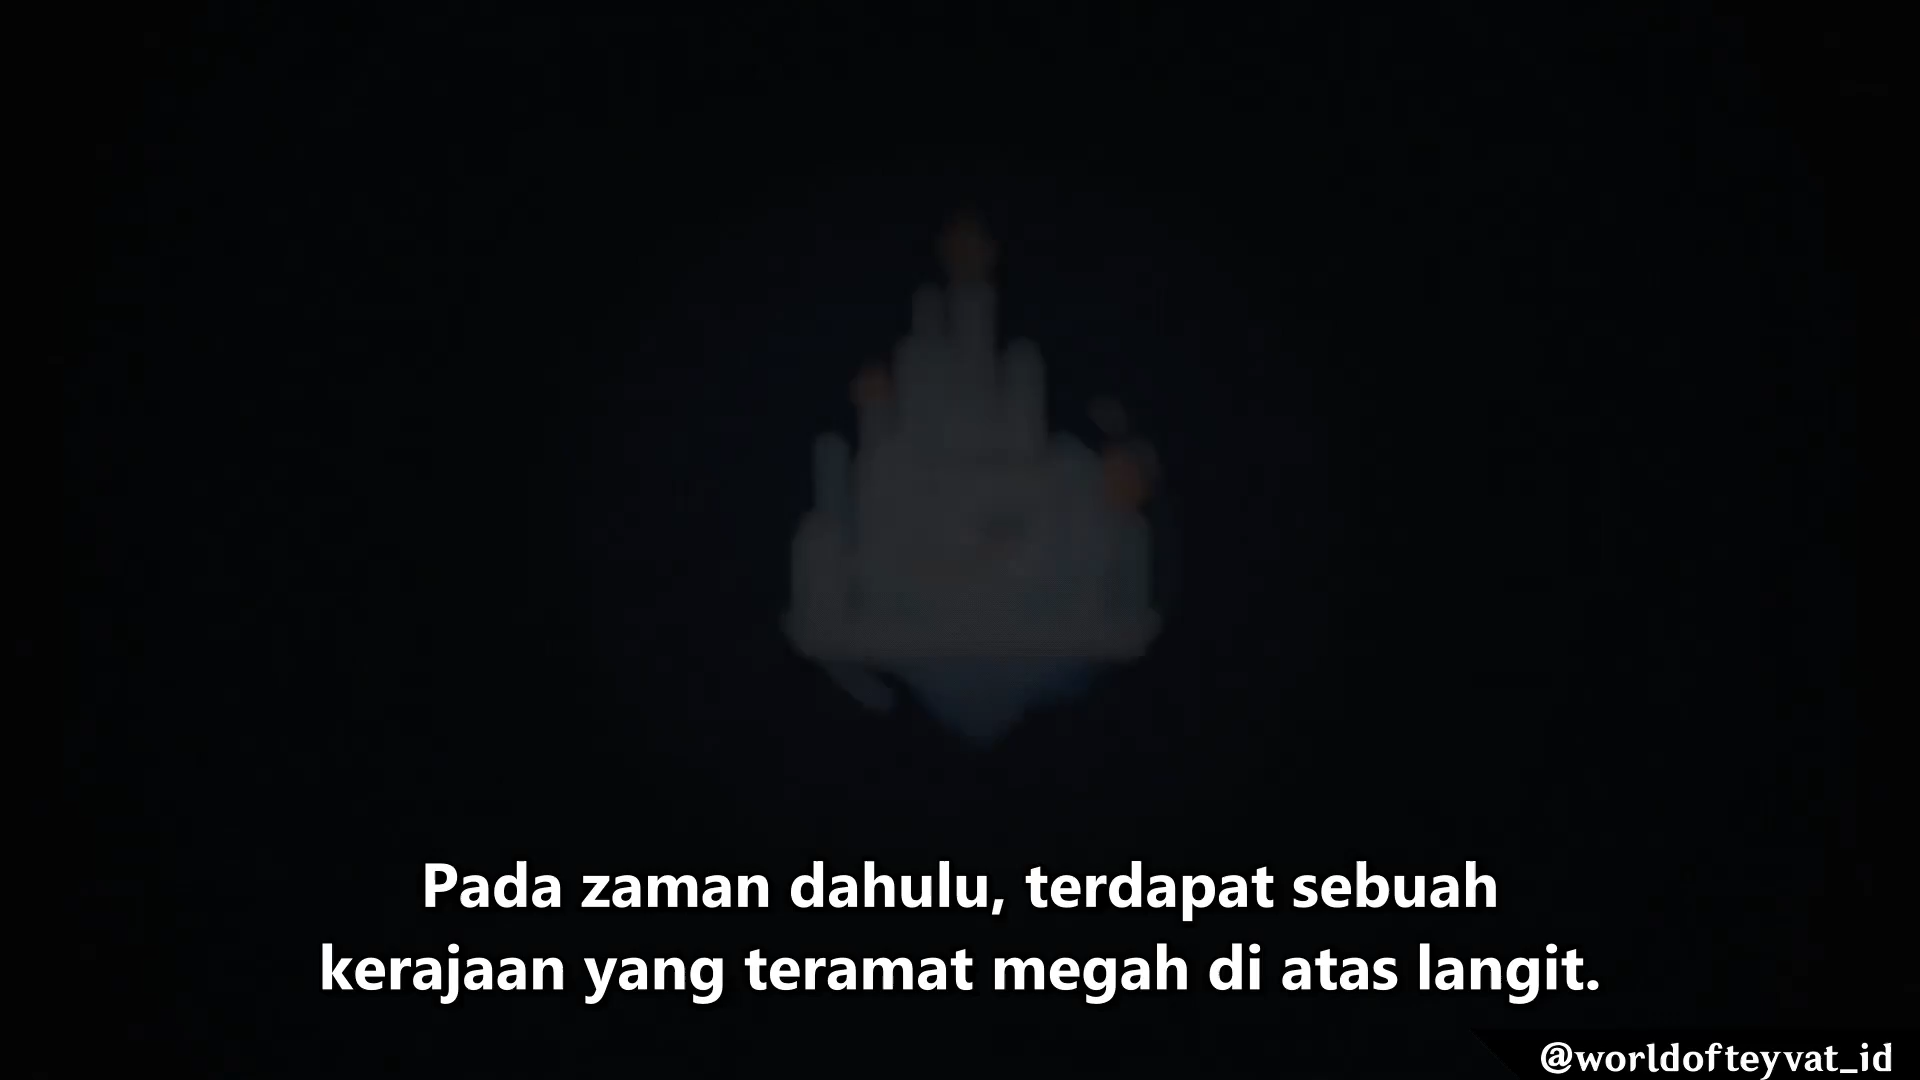 Pada zaman dahulu, terdapat sebuah
kerajaan yang teramat megah di atas langit.
@worldofteyvat_id